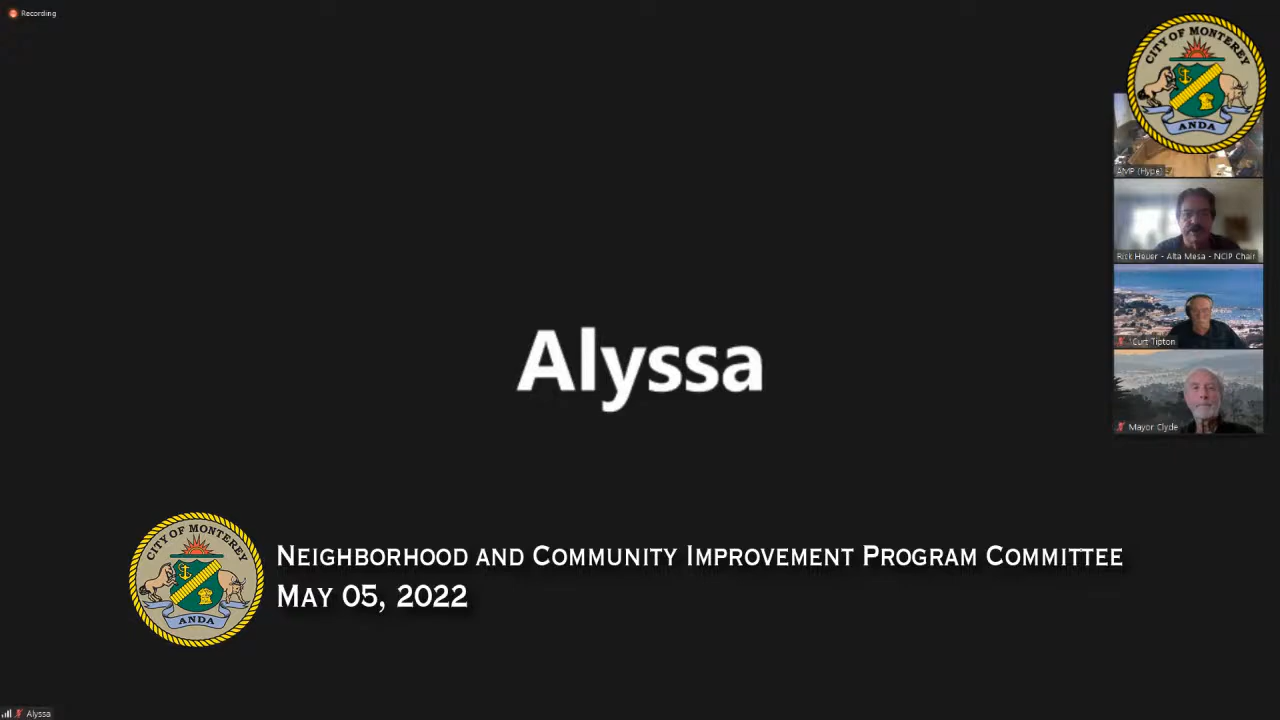 Recording
CITY OF MONTEREY
ANDA
AMP (Hype)
Rick Heuer - Alta Mesa - NCIP Chair
Curt Tipton
Mayor Clyde
Alyssa
CITY OF MONTEREY
ANDA
Neighborhood and Community Improvement Program Committee
May 05, 2022
Alyssa